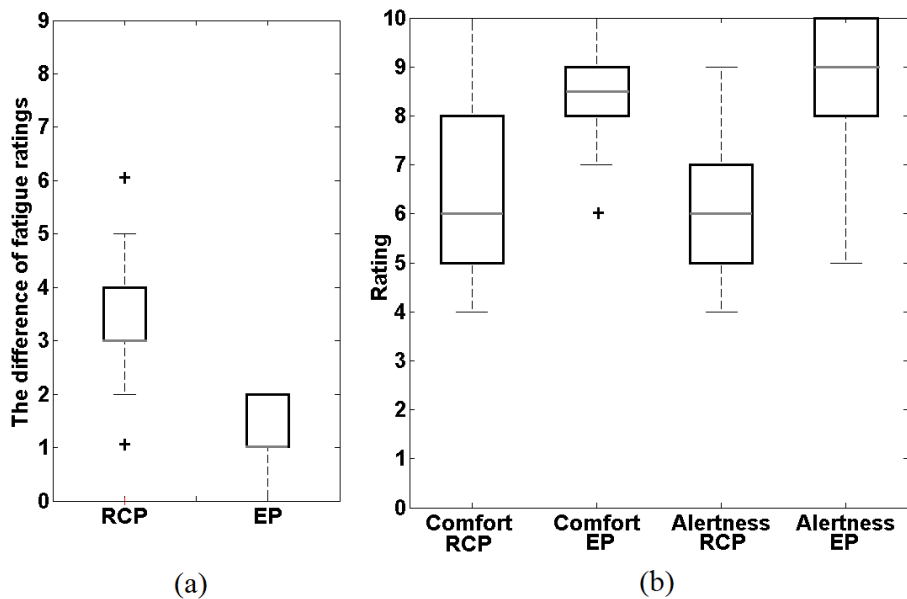 The difference of fatigue ratings
9
8
7
6
5
4
3
2
1
0
RCP
EP
(a)
Rating
10
9
8
7
6
5
4
3
2
1
0
Comfort
RCP
Comfort
EP
Alertness
RCP
Alertness
EP
(b)